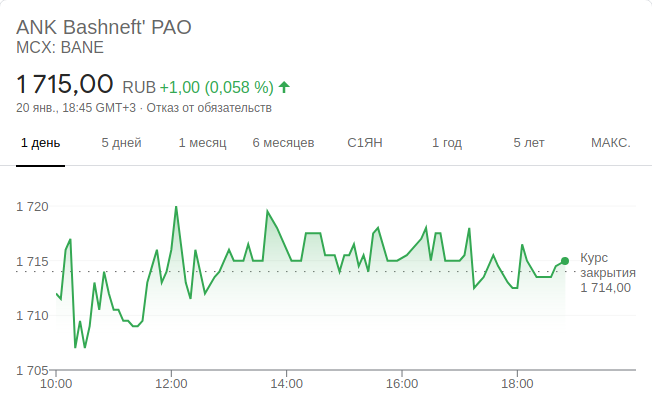 ANK Bashneft' PAO
MCX: BANE
1 715,00 RUB +1,00 (0,058 %)
20 янв., 18:45 GMT+3 · Отказ от обязательств
1 день 5 дней 1 месяц 6 месяцев С1ЯН 1 год 5 лет МАКС.
1 720
1 715
1 710
1 705
Курс
закрытия
1 714,00
10:00 12:00 14:00 16:00 18:00